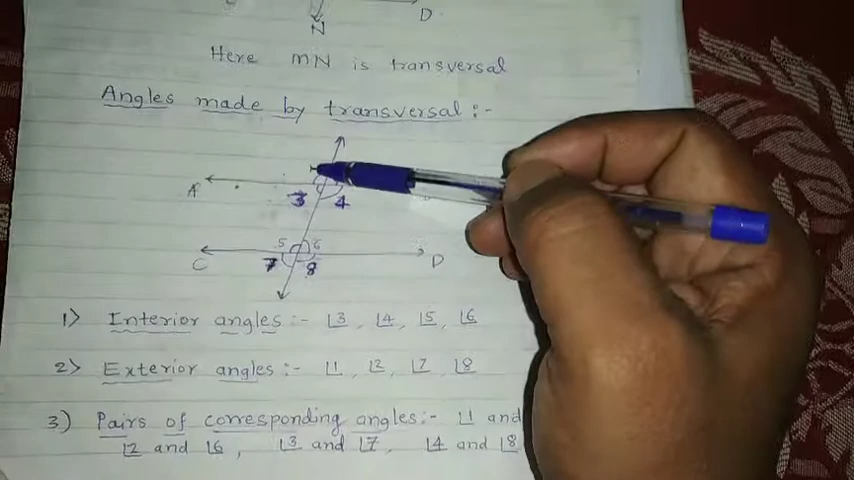 D
N
Here MN is transversal
Angles made by transversal :-
A
3 4
5 6
C 7 8 D
1> Interior angles :- ∠3, ∠4, ∠5, ∠6
2> Exterior angles :- ∠1, ∠2, ∠7, ∠8
3) Pairs of corresponding angles:- ∠1 and
∠2 and ∠6, ∠3 and ∠7, ∠4 and ∠8